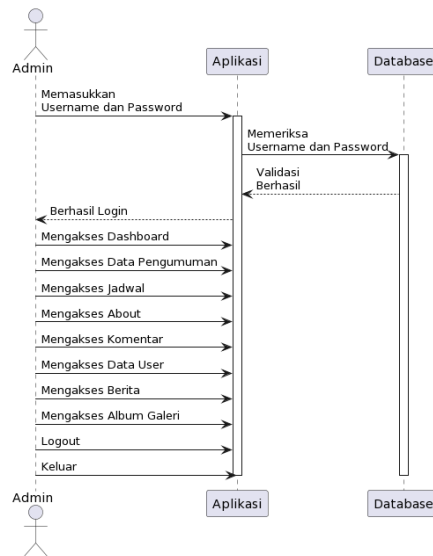 Admin
Aplikasi
Database
Memasukkan
Username dan Password
Memeriksa
Username dan Password
Validasi
Berhasil
Berhasil Login
Mengakses Dashboard
Mengakses Data Pengumuman
Mengakses Jadwal
Mengakses About
Mengakses Komentar
Mengakses Data User
Mengakses Berita
Mengakses Album Galeri
Logout
Keluar
Admin
Aplikasi
Database